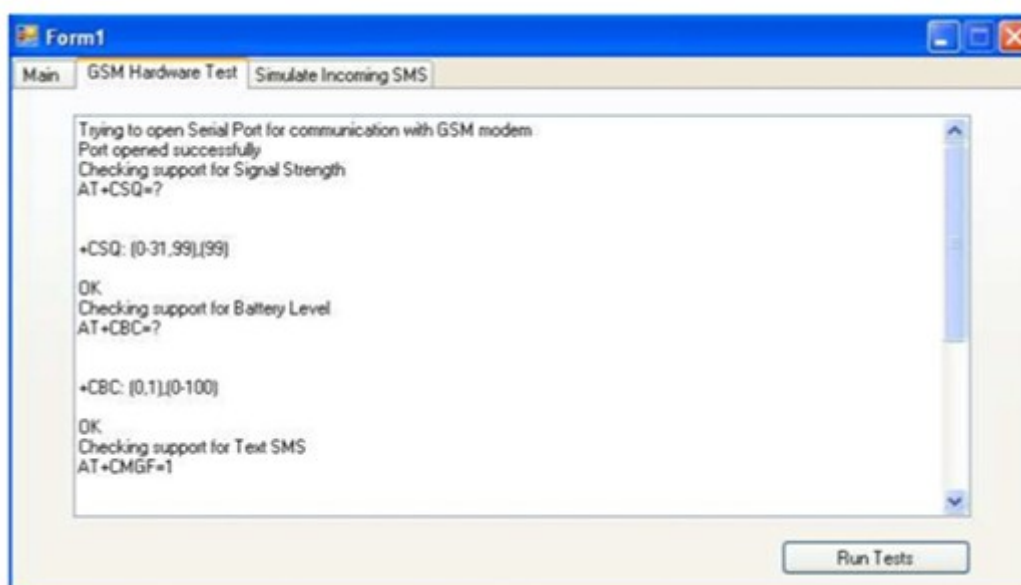 Form1
Main GSM Hardware Test Simulate Incoming SMS
Trying to open Serial Port for communication with GSM modem
Port opened successfully
Checking support for Signal Strength
AT+CSQ=?
+CSQ: (0-31,99),(99)
OK
Checking support for Battery Level
AT+CBC=?
+CBC: (0,1),(0-100)
OK
Checking support for Text SMS
AT+CMGF=1
Run Tests